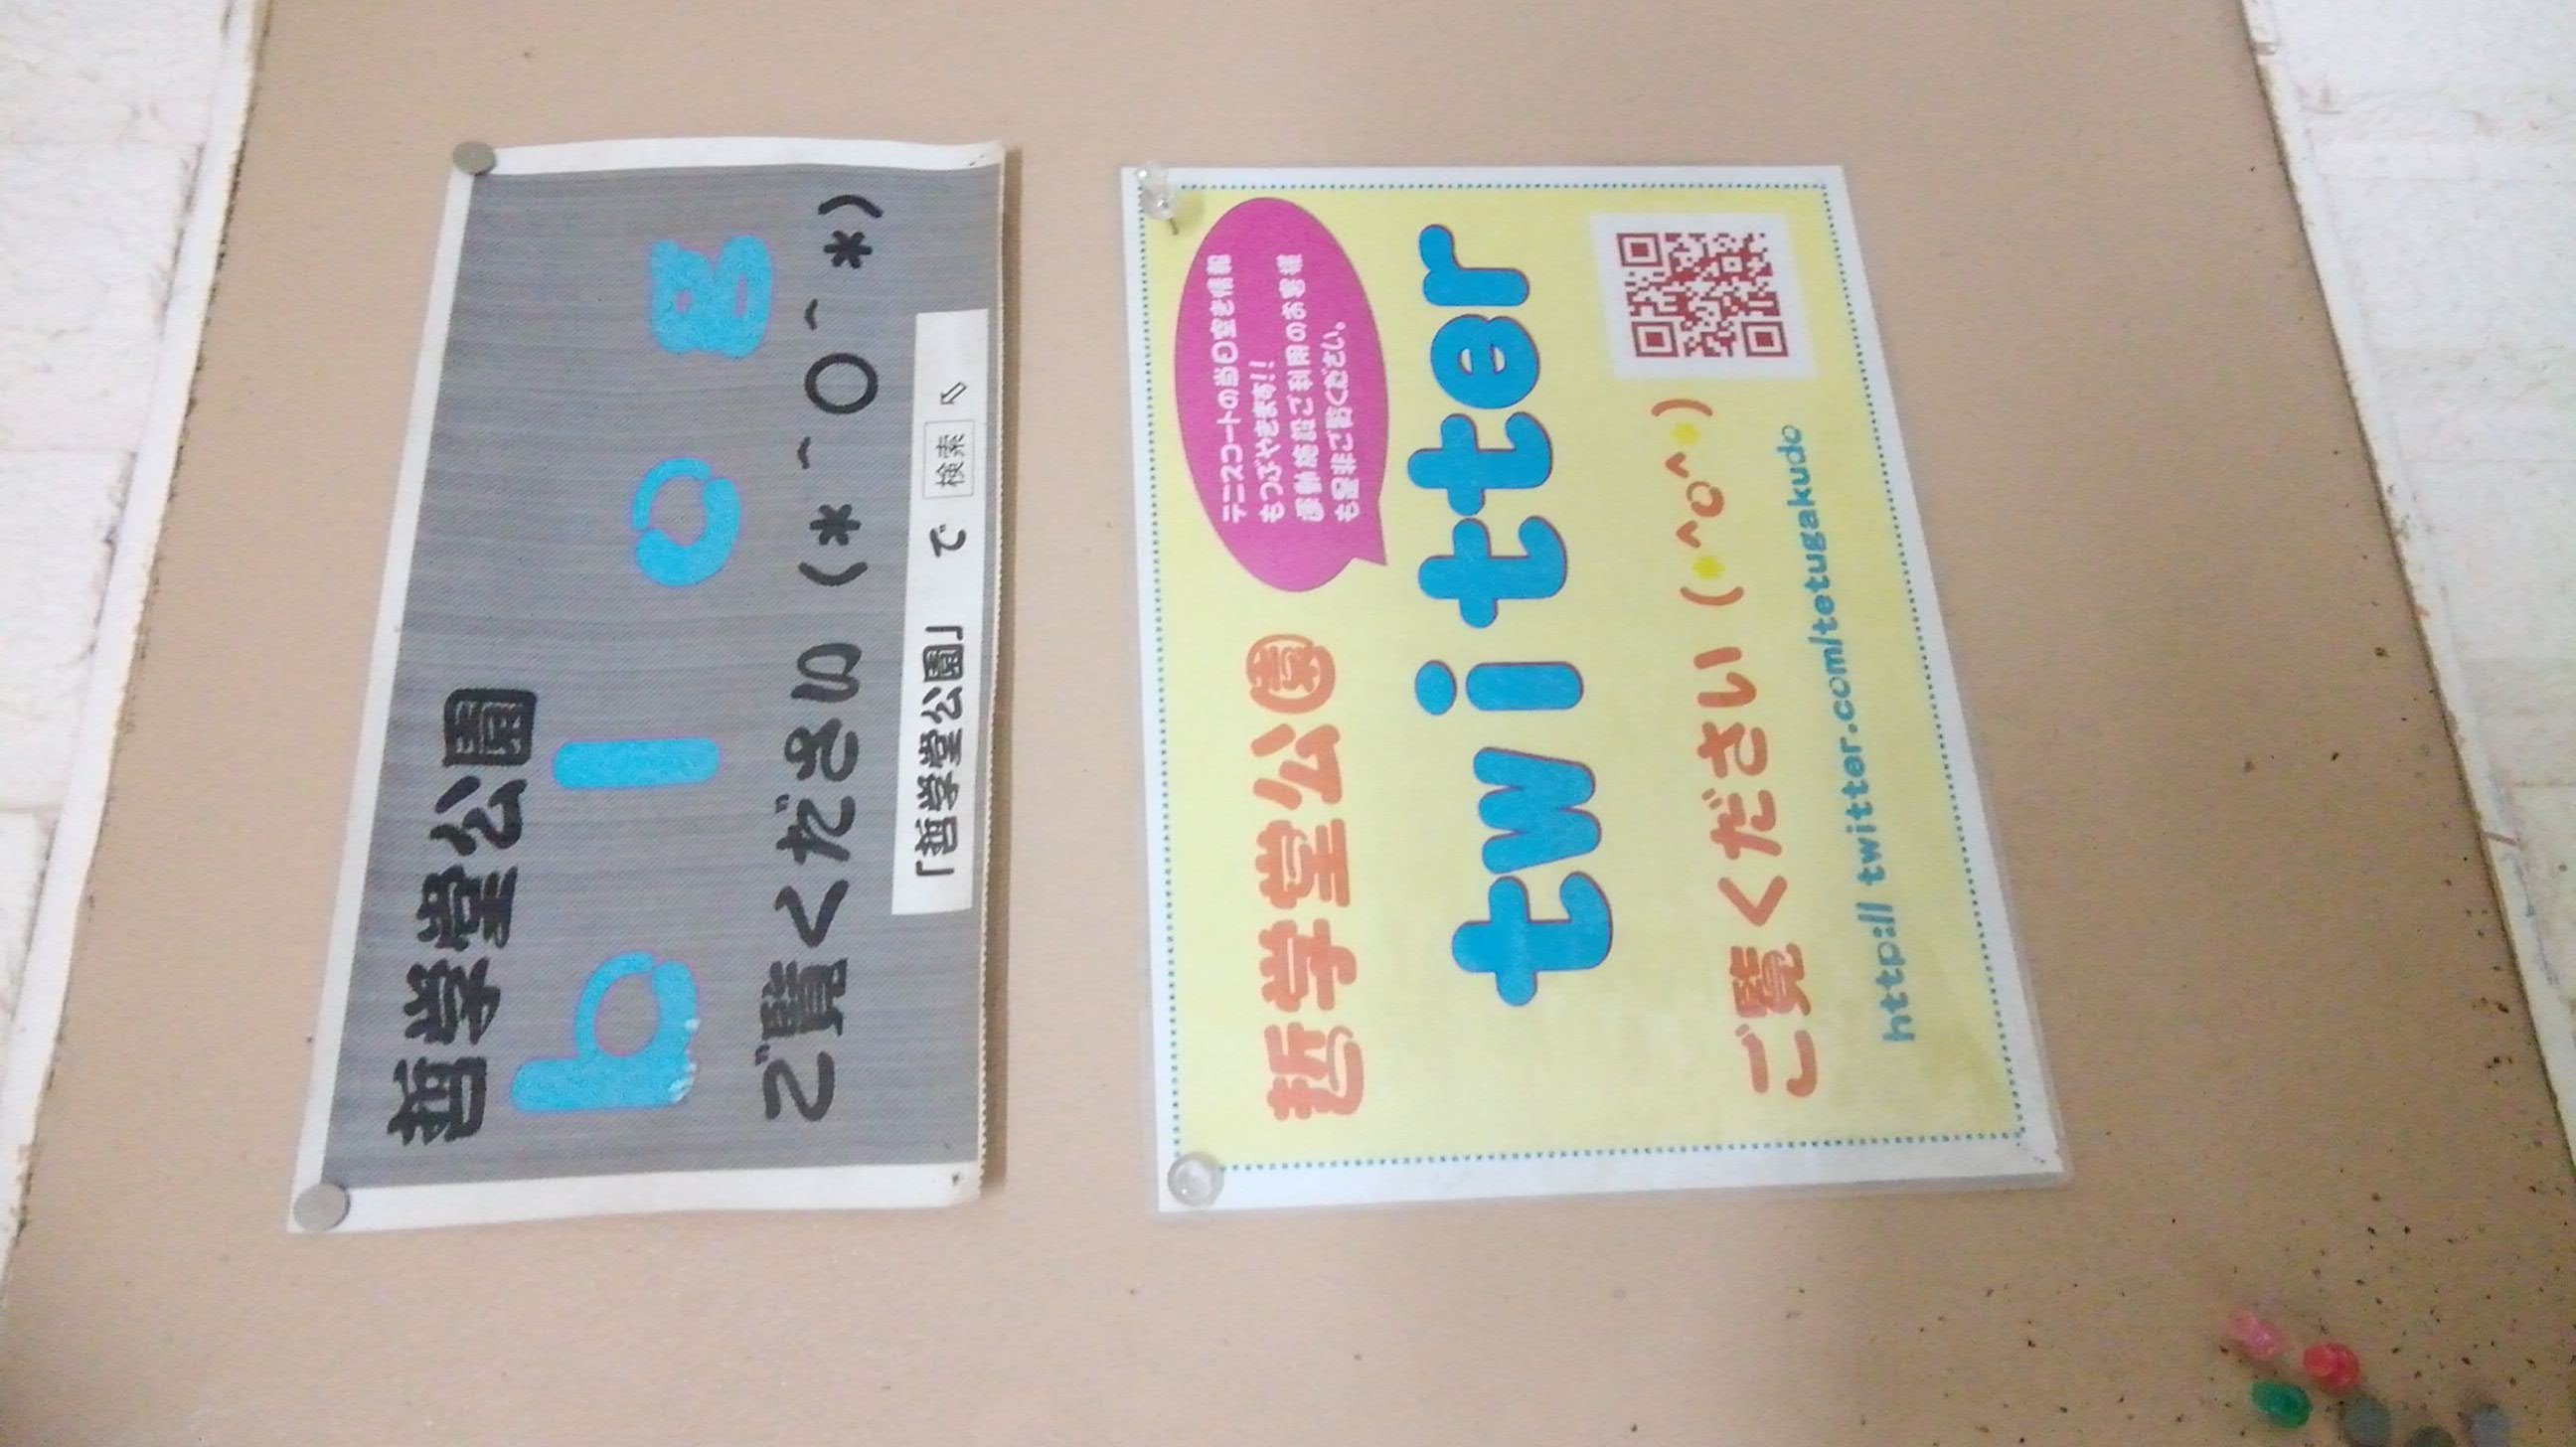 哲学堂公園
blog
ご覧ください (*^〇^*)
「哲学堂公園」 で 検索
テニスコートの当日空き情報
もつぶやきます!!
運動施設ご利用のお客様
も是非ご覧ください。
哲学堂公園
twitter
ご覧ください (*^o^*)
http:// twitter.com/tetugakudo